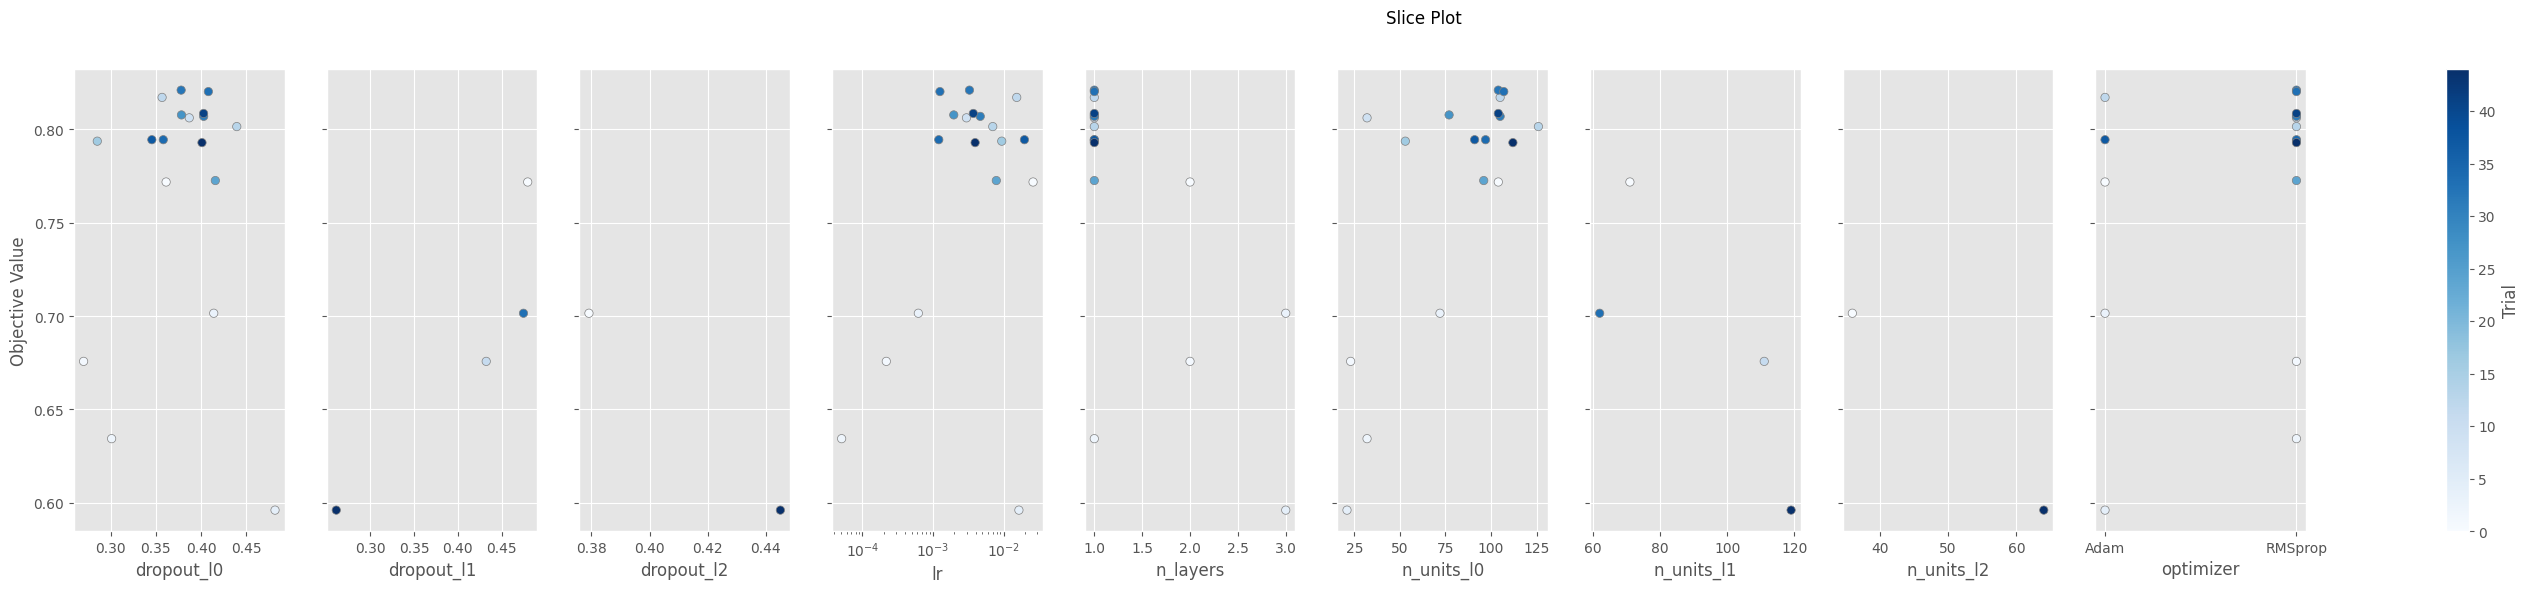 Slice Plot
Objective Value
0.80
0.75
0.70
0.65
0.60
0.30 0.35 0.40 0.45
dropout_l0
0.30 0.35 0.40 0.45
dropout_l1
0.38 0.40 0.42 0.44
dropout_l2
10⁻⁴ 10⁻³ 10⁻²
lr
1.0 1.5 2.0 2.5 3.0
n_layers
25 50 75 100 125
n_units_l0
60 80 100 120
n_units_l1
40 50 60
n_units_l2
Adam RMSprop
optimizer
40
35
30
25
20
15
10
5
0
Trial